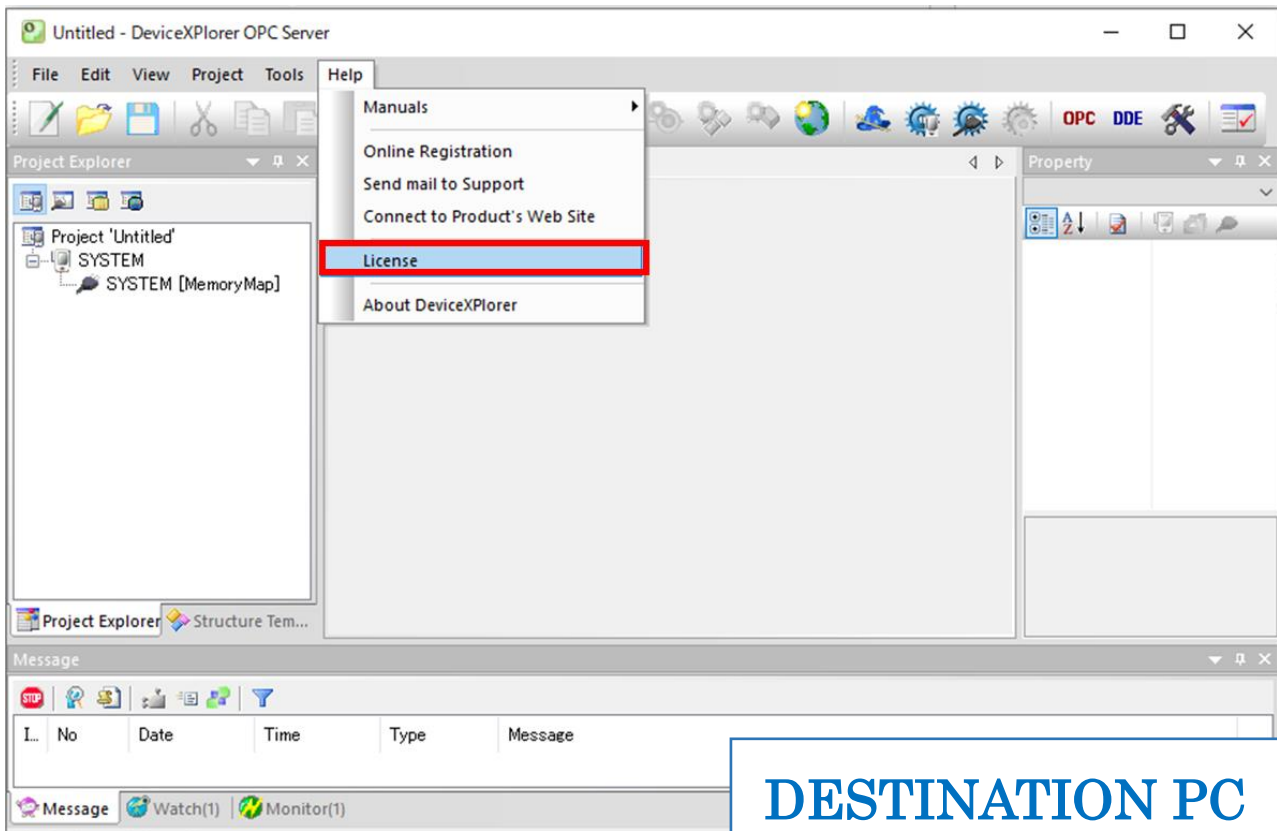 Untitled - DeviceXPlorer OPC Server
File Edit View Project Tools Help
OPC DDE
Manuals
Online Registration
Send mail to Support
Connect to Product's Web Site
License
About DeviceXPlorer
Project Explorer
Project 'Untitled'
SYSTEM
SYSTEM [MemoryMap]
Project Explorer Structure Tem...
Property
Message
STOP
I... No Date Time Type Message
Message Watch(1) Monitor(1)
DESTINATION PC